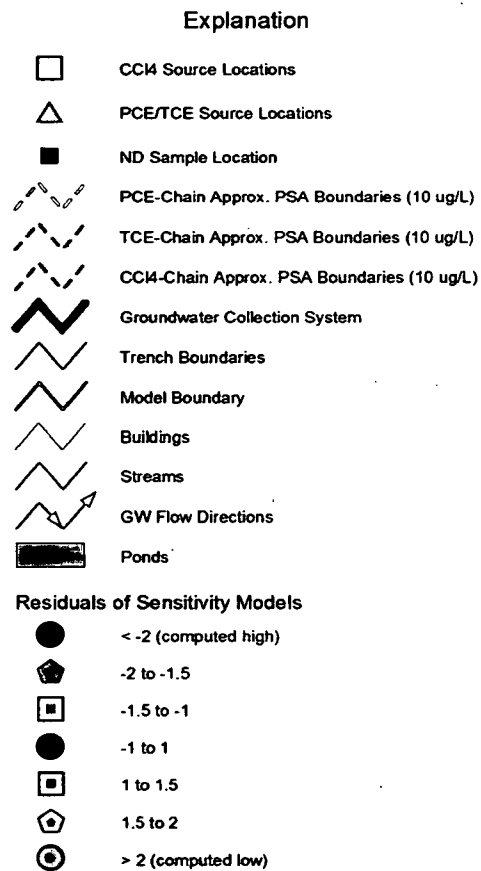 Explanation
CCl4 Source Locations
PCE/TCE Source Locations
ND Sample Location
PCE-Chain Approx. PSA Boundaries (10 ug/L)
TCE-Chain Approx. PSA Boundaries (10 ug/L)
CCl4-Chain Approx. PSA Boundaries (10 ug/L)
Groundwater Collection System
Trench Boundaries
Model Boundary
Buildings
Streams
GW Flow Directions
Ponds
Residuals of Sensitivity Models
< -2 (computed high)
-2 to -1.5
-1.5 to -1
-1 to 1
1 to 1.5
1.5 to 2
> 2 (computed low)